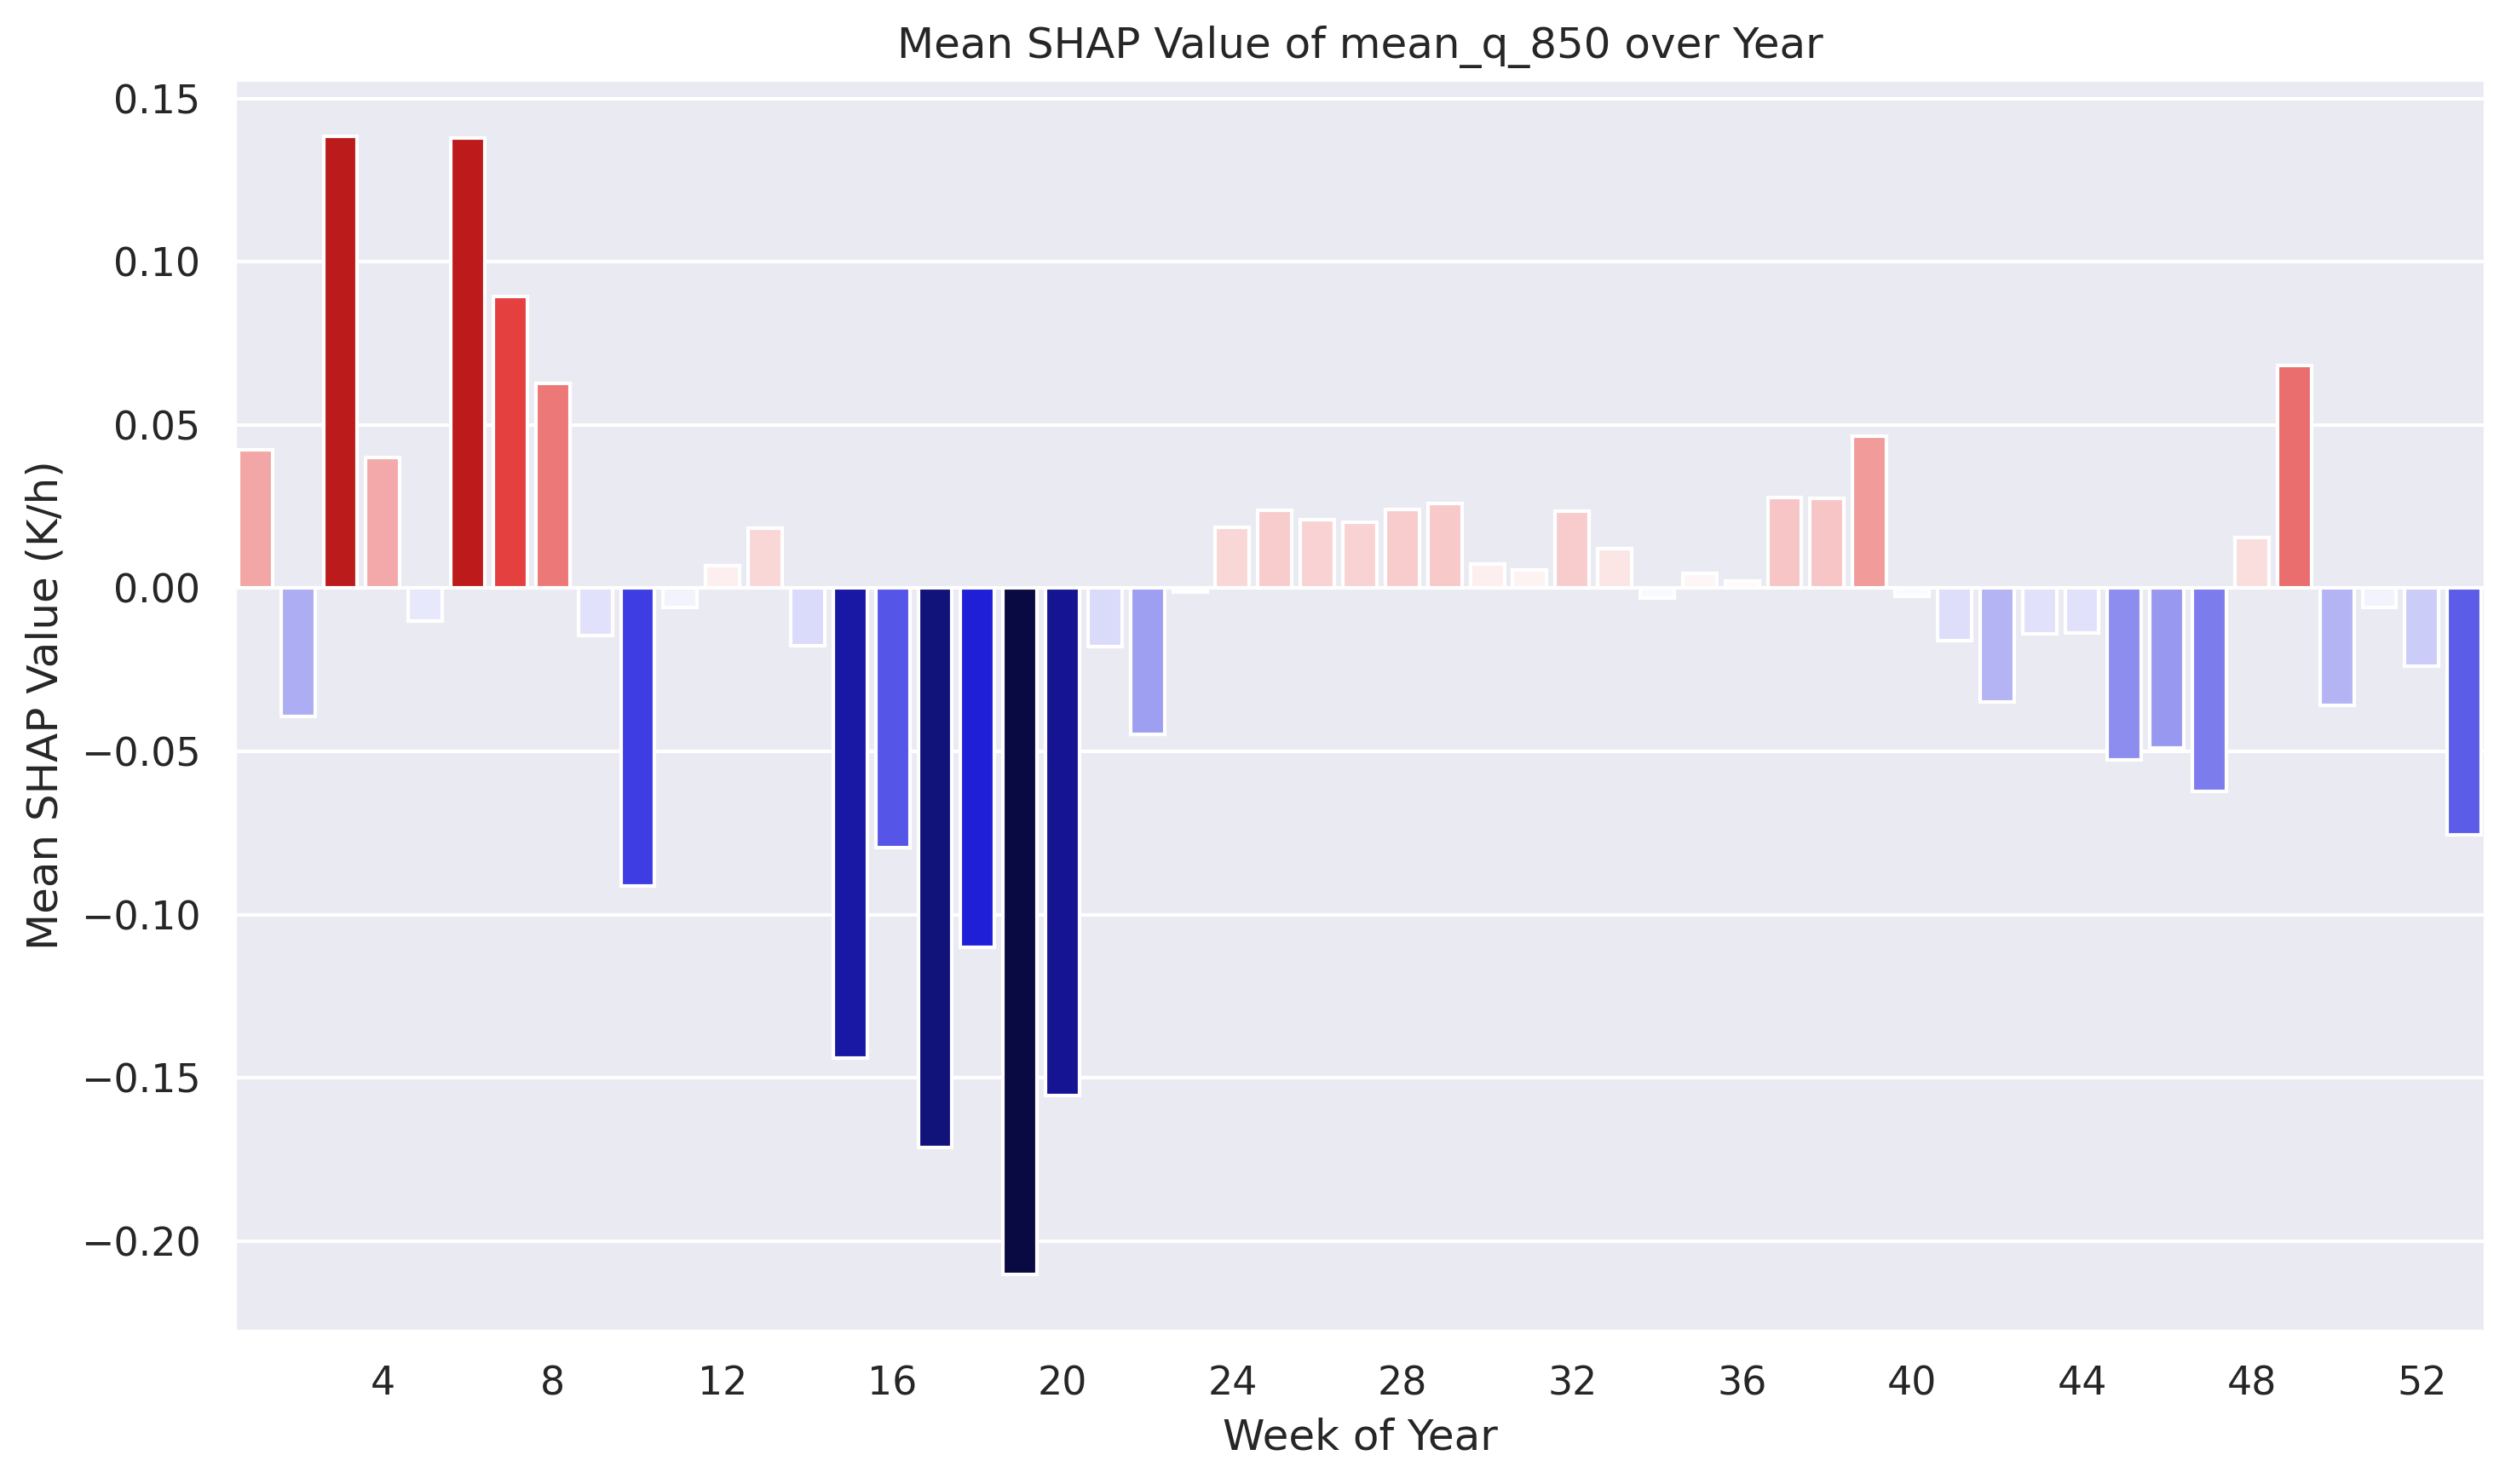 Mean SHAP Value of mean_q_850 over Year
Mean SHAP Value (K/h)
0.15
0.10
0.05
0.00
−0.05
−0.10
−0.15
−0.20
4 8 12 16 20 24 28 32 36 40 44 48 52
Week of Year